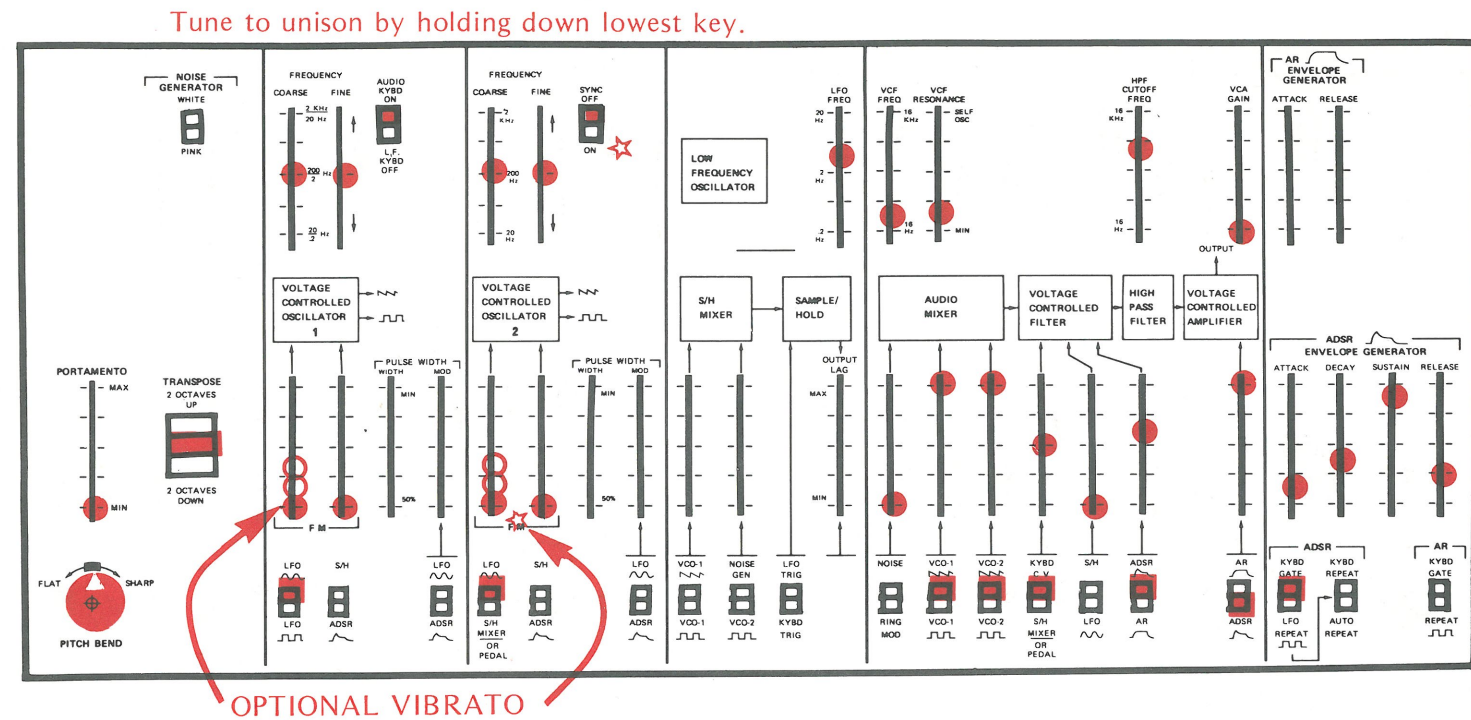 Tune to unison by holding down lowest key.
NOISE
GENERATOR
WHITE
PINK
PORTAMENTO
MAX
MIN
TRANSPOSE
2 OCTAVES
UP
2 OCTAVES
DOWN
FLAT
SHARP
PITCH BEND
FREQUENCY
COARSE
FINE
2 KHz
20 Hz
200
2
Hz
20
.2
Hz
AUDIO
KYBD
ON
L.F.
KYBD
OFF
VOLTAGE
CONTROLLED
OSCILLATOR
1
PULSE WIDTH
WIDTH
MOD
MIN
50%
F M
LFO
S/H
LFO
LFO
ADSR
ADSR
FREQUENCY
COARSE
FINE
2
KHz
200
Hz
20
Hz
SYNC
OFF
ON
VOLTAGE
CONTROLLED
OSCILLATOR
2
PULSE WIDTH
WIDTH
MOD
MIN
50%
F M
LFO
S/H
LFO
S/H
MIXER
OR
PEDAL
ADSR
ADSR
LFO
FREQ
20
Hz
2
Hz
.2
Hz
LOW
FREQUENCY
OSCILLATOR
S/H
MIXER
SAMPLE/
HOLD
OUTPUT
LAG
MAX
MIN
VCO-1
NOISE
GEN
LFO
TRIG
VCO-1
VCO-2
KYBD
TRIG
VCF
FREQ
VCF
RESONANCE
16
KHz
SELF
OSC
16
Hz
MIN
HPF
CUTOFF
FREQ
16
KHz
16
Hz
VCA
GAIN
OUTPUT
AUDIO
MIXER
VOLTAGE
CONTROLLED
FILTER
HIGH
PASS
FILTER
VOLTAGE
CONTROLLED
AMPLIFIER
NOISE
VCO-1
VCO-2
KYBD
C.V.
S/H
ADSR
AR
RING
MOD
VCO-1
VCO-2
S/H
MIXER
OR
PEDAL
LFO
AR
ADSR
AR
ENVELOPE
GENERATOR
ATTACK
RELEASE
ADSR
ENVELOPE GENERATOR
ATTACK
DECAY
SUSTAIN
RELEASE
ADSR
KYBD
GATE
KYBD
REPEAT
LFO
REPEAT
AUTO
REPEAT
AR
KYBD
GATE
REPEAT
OPTIONAL VIBRATO